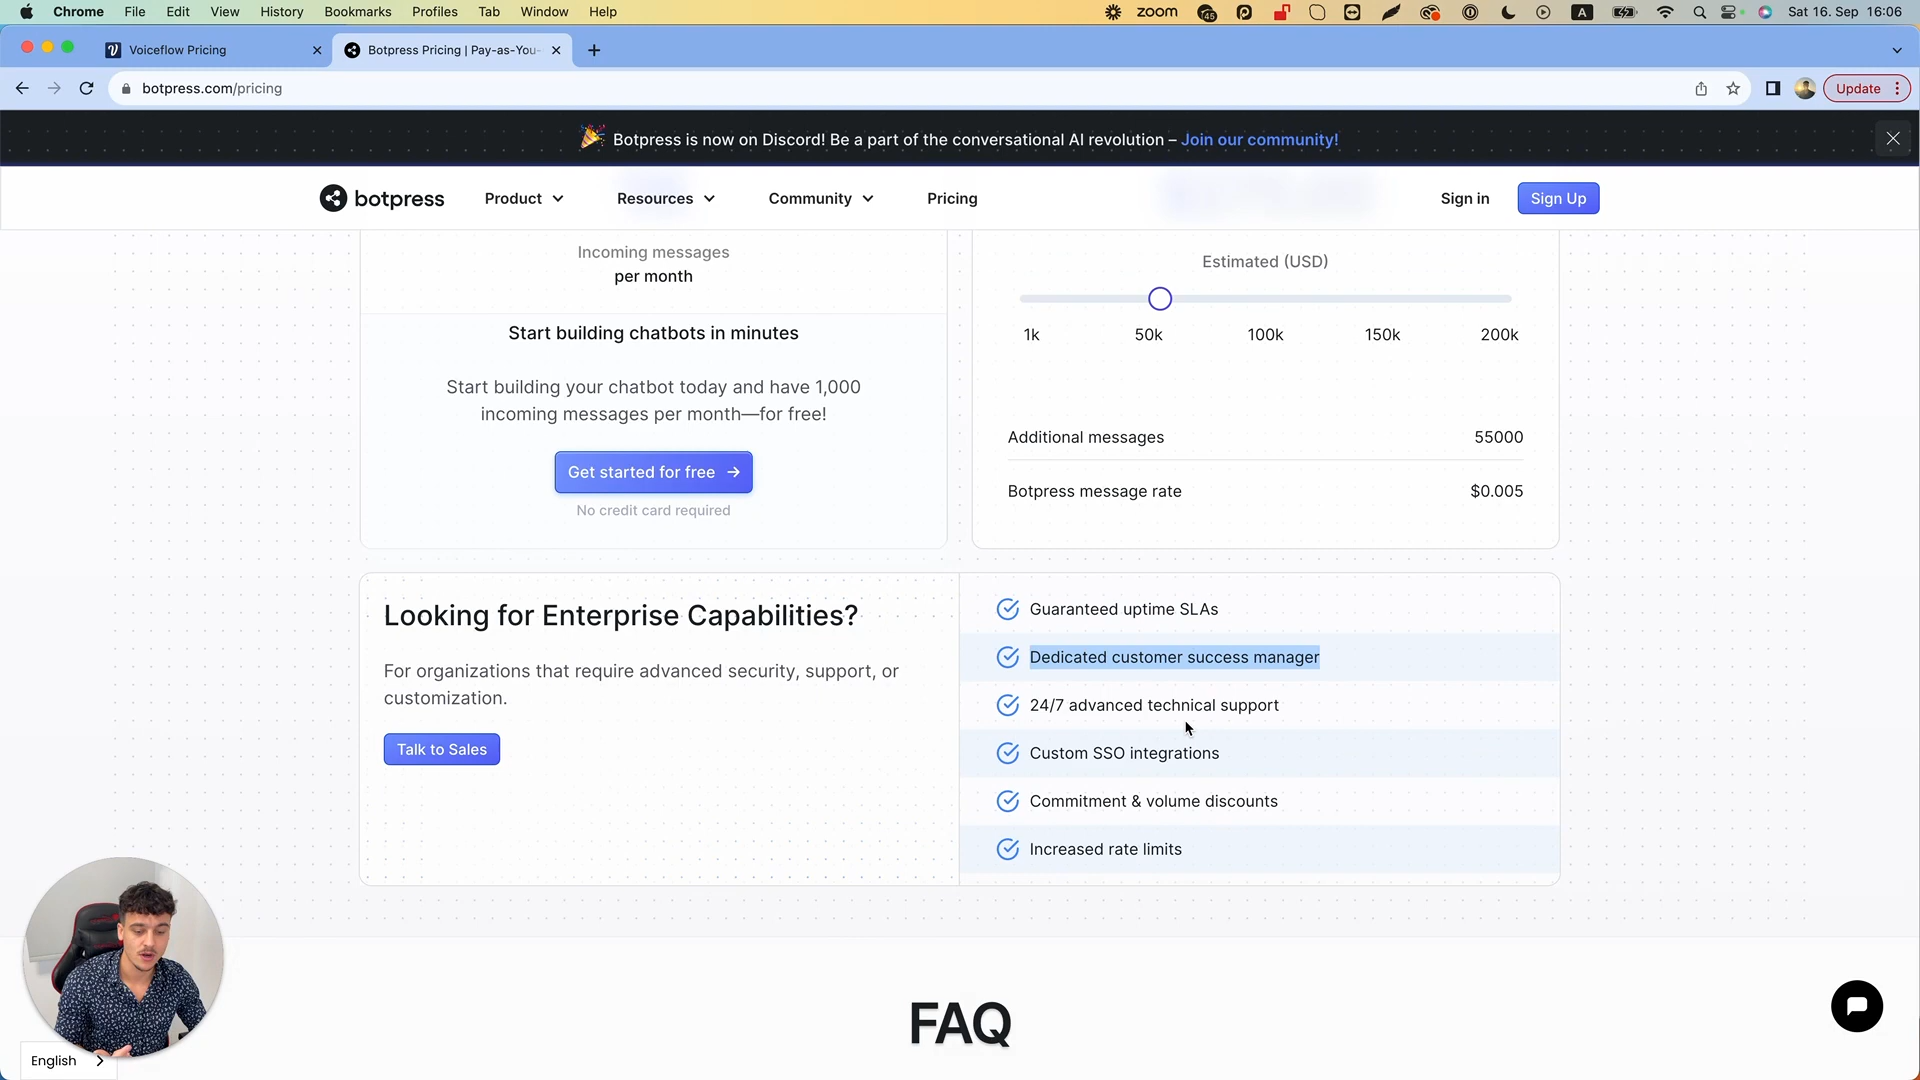 Chrome File Edit View History Bookmarks Profiles Tab Window Help zoom 45 A Sat 16. Sep 16:06
Voiceflow Pricing
Botpress Pricing | Pay-as-You-
botpress.com/pricing
Update
🎉 Botpress is now on Discord! Be a part of the conversational AI revolution – Join our community!
botpress Product Resources Community Pricing Sign in Sign Up
Incoming messages
per month
Start building chatbots in minutes
Start building your chatbot today and have 1,000
incoming messages per month—for free!
Get started for free →
No credit card required
Estimated (USD)
1k 50k 100k 150k 200k
Additional messages 55000
Botpress message rate $0.005
Looking for Enterprise Capabilities?
For organizations that require advanced security, support, or
customization.
Talk to Sales
Guaranteed uptime SLAs
Dedicated customer success manager
24/7 advanced technical support
Custom SSO integrations
Commitment & volume discounts
Increased rate limits
FAQ
English